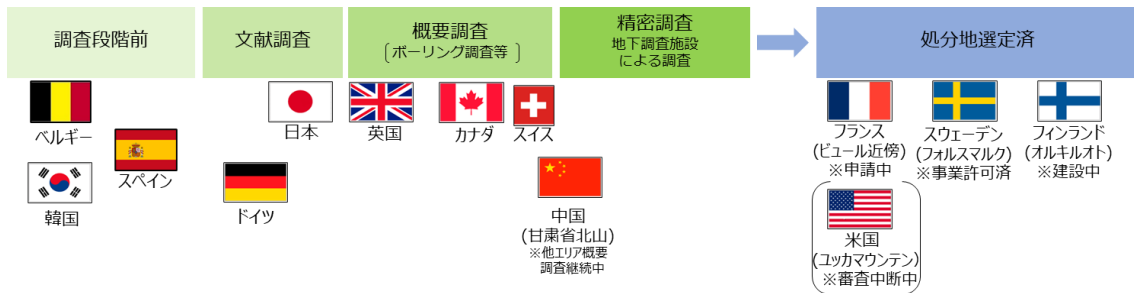 調査段階前
文献調査
概要調査
〔ボーリング調査等〕
精密調査
地下調査施設
による調査
処分地選定済
ベルギー
スペイン
韓国
日本
ドイツ
英国
カナダ
スイス
中国
(甘粛省北山)
※他エリア概要
調査継続中
フランス
(ビュール近傍)
※申請中
スウェーデン
(フォルスマルク)
※事業許可済
フィンランド
(オルキルオト)
※建設中
米国
(ユッカマウンテン)
※審査中断中